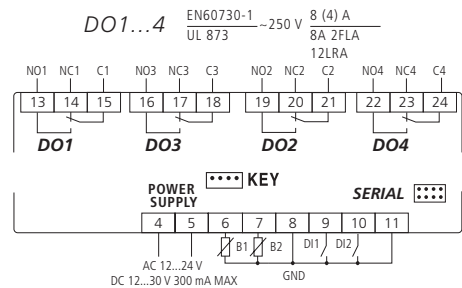 DO1...4 EN60730-1 ~250 V 8 (4) A
UL 873 8A 2FLA
12LRA
NO1 NC1 C1 NO3 NC3 C3 NO2 NC2 C2 NO4 NC4 C4
13 14 15 16 17 18 19 20 21 22 23 24
DO1 DO3 DO2 DO4
KEY
POWER SUPPLY
SERIAL
4 5 6 7 8 9 10 11
B1 B2 DI1 DI2
AC 12...24 V
DC 12...30 V 300 mA MAX
GND